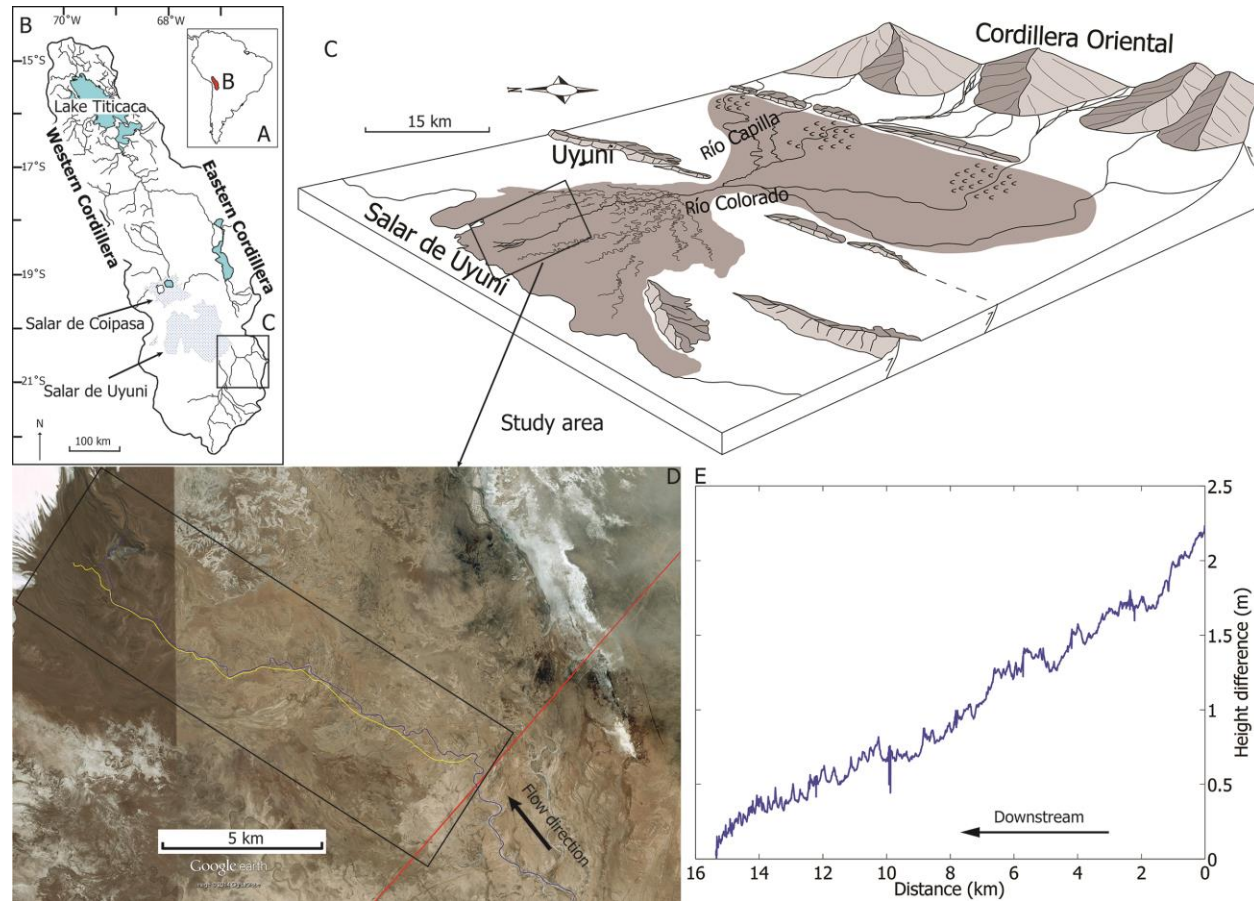 B
70°W
68°W
15°S
17°S
19°S
21°S
Lake Titicaca
Western Cordillera
Eastern Cordillera
Salar de Coipasa
Salar de Uyuni
C
N
100 km
B
A
C
N
15 km
Cordillera Oriental
Uyuni
Río Capilla
Río Colorado
Salar de Uyuni
Study area
D
Flow direction
5 km
Google earth
E
2.5
2
1.5
1
0.5
0
Height difference (m)
Downstream
16
14
12
10
8
6
4
2
0
Distance (km)